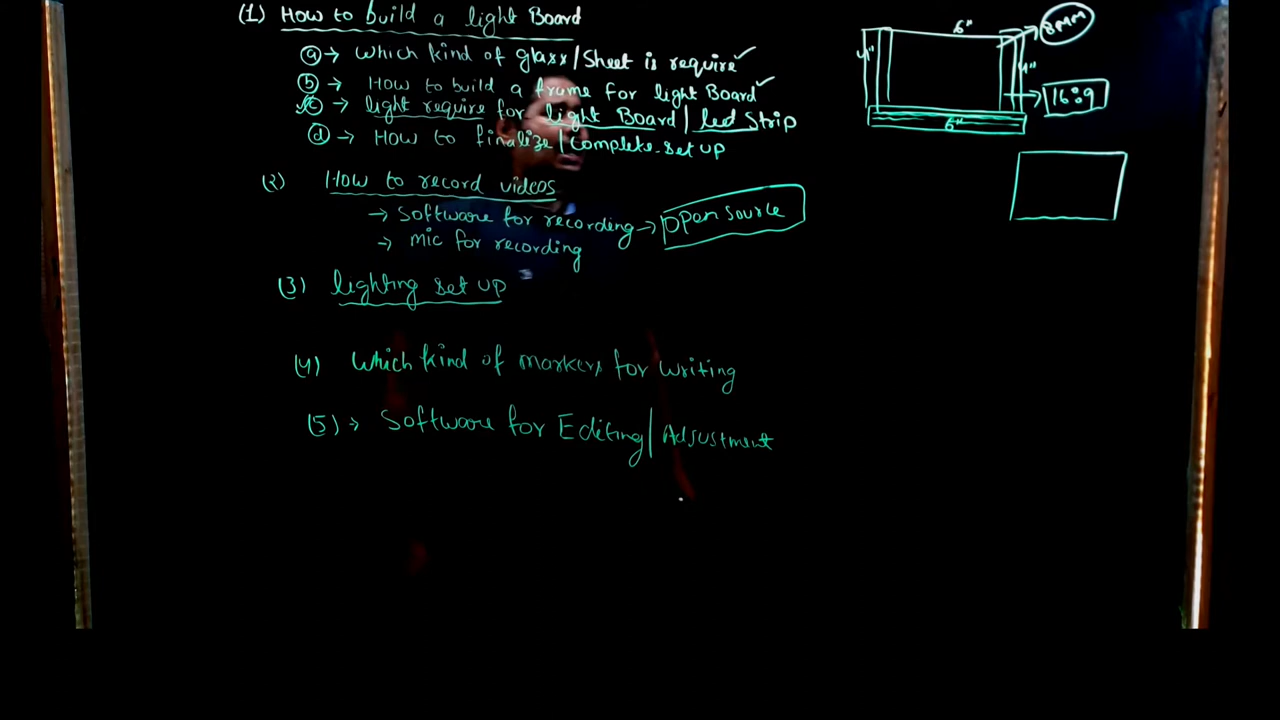 (1) How to build a light Board
(a) → which kind of glaxx/Sheet is require ✓
(b) → How to build a frame for light Board ✓
(c) → light require for light Board/led Strip
(d) → How to finalize/complete set up
(2) How to record videos
→ Software for recording → Open Source
→ mic for recording
(3) lighting set up
(4) Which kind of markers for writing
(5) → Software for Editing/Adjustment
6"
8MM
4"
4"
16:9
6"